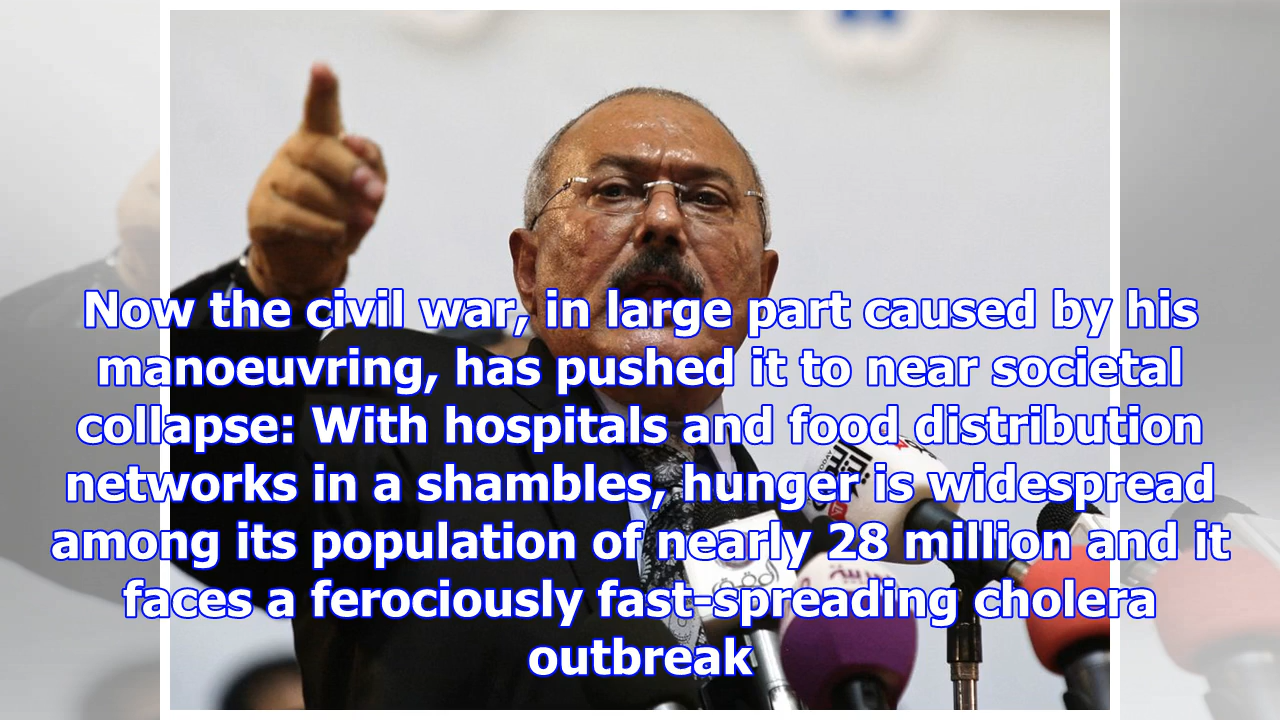 Now the civil war, in large part caused by his
manoeuvring, has pushed it to near societal
collapse: With hospitals and food distribution
networks in a shambles, hunger is widespread
among its population of nearly 28 million and it
faces a ferociously fast-spreading cholera
outbreak